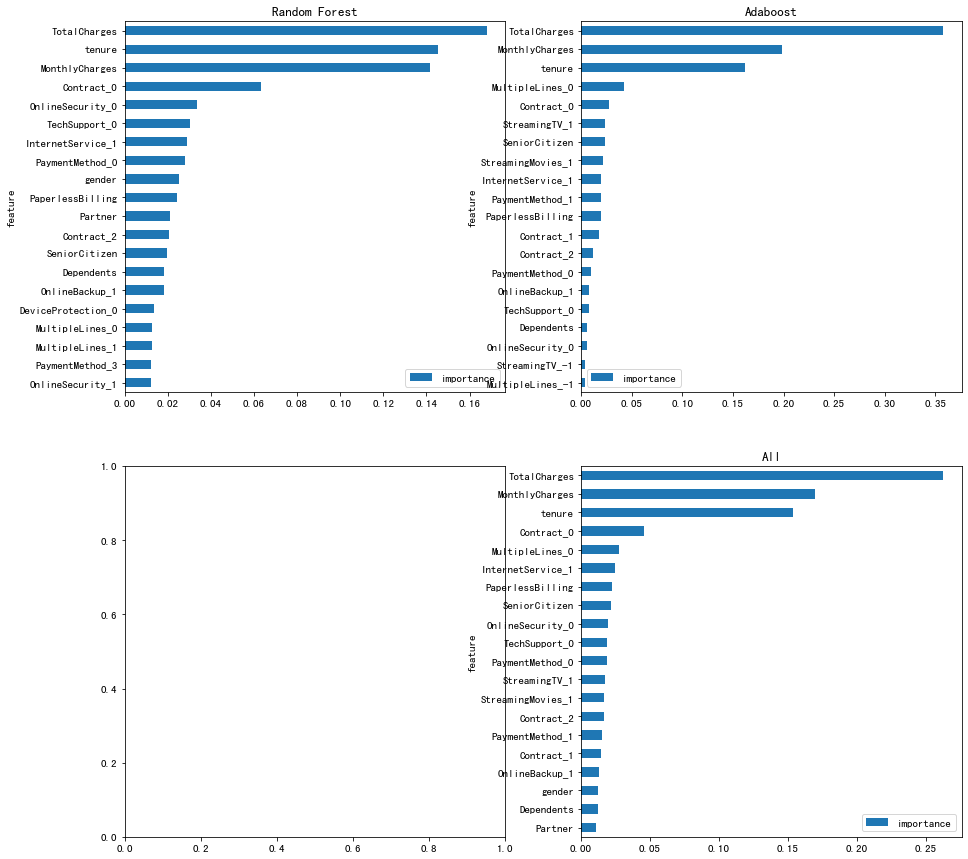 Random Forest
TotalCharges
tenure
MonthlyCharges
Contract_0
OnlineSecurity_0
TechSupport_0
InternetService_1
PaymentMethod_0
gender
PaperlessBilling
Partner
Contract_2
SeniorCitizen
Dependents
OnlineBackup_1
DeviceProtection_0
MultipleLines_0
MultipleLines_1
PaymentMethod_3
OnlineSecurity_1
feature
importance
0.00 0.02 0.04 0.06 0.08 0.10 0.12 0.14 0.16
Adaboost
TotalCharges
MonthlyCharges
tenure
MultipleLines_0
Contract_0
StreamingTV_1
SeniorCitizen
StreamingMovies_1
InternetService_1
PaymentMethod_1
PaperlessBilling
Contract_1
Contract_2
PaymentMethod_0
OnlineBackup_1
TechSupport_0
Dependents
OnlineSecurity_0
StreamingTV_-1
MultipleLines_-1
feature
importance
0.00 0.05 0.10 0.15 0.20 0.25 0.30 0.35
1.0
0.8
0.6
0.4
0.2
0.0
0.0 0.2 0.4 0.6 0.8 1.0
All
TotalCharges
MonthlyCharges
tenure
Contract_0
MultipleLines_0
InternetService_1
PaperlessBilling
SeniorCitizen
OnlineSecurity_0
TechSupport_0
PaymentMethod_0
StreamingTV_1
StreamingMovies_1
Contract_2
PaymentMethod_1
Contract_1
OnlineBackup_1
gender
Dependents
Partner
feature
importance
0.00 0.05 0.10 0.15 0.20 0.25